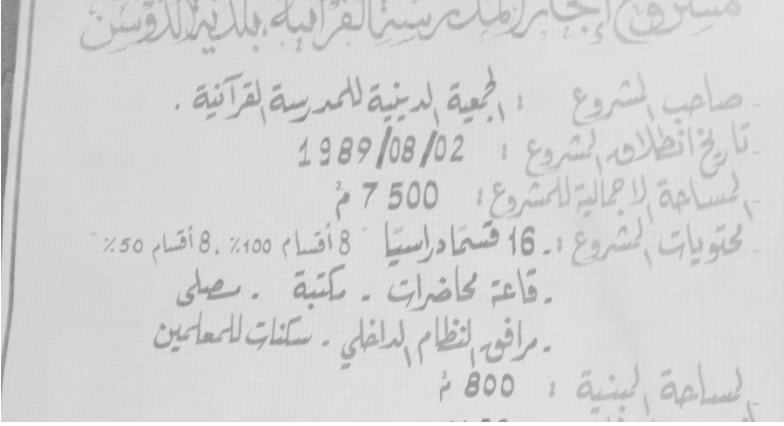 مشروع إنجاز المدرسة القرآنية ببلدية الدوسن
- صاحب المشروع : الجمعية الدينية للمدرسة القرآنية .
- تاريخ انطلاق المشروع : 1989/08/02
- المساحة الاجمالية للمشروع : 7 500 م²
- محتويات المشروع : - 16 قسما دراسيا 8 أقسام 100٪ . 8 أقسام 50٪
- قاعة محاضرات - مكتبة - مصلى
- مرافق النظام الداخلي - سكنات للمعلمين
- المساحة المبنية : 800 م²